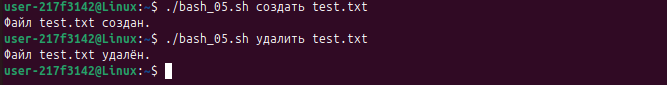 user-217f3142@Linux:~$ ./bash_05.sh создать test.txt
Файл test.txt создан.
user-217f3142@Linux:~$ ./bash_05.sh удалить test.txt
Файл test.txt удалён.
user-217f3142@Linux:~$